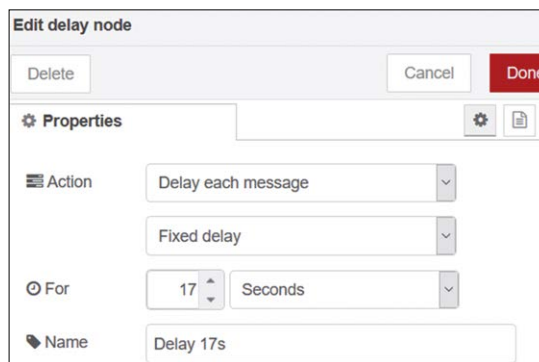 Edit delay node
Delete Cancel Done
Properties
Action Delay each message
Fixed delay
For 17 Seconds
Name Delay 17s